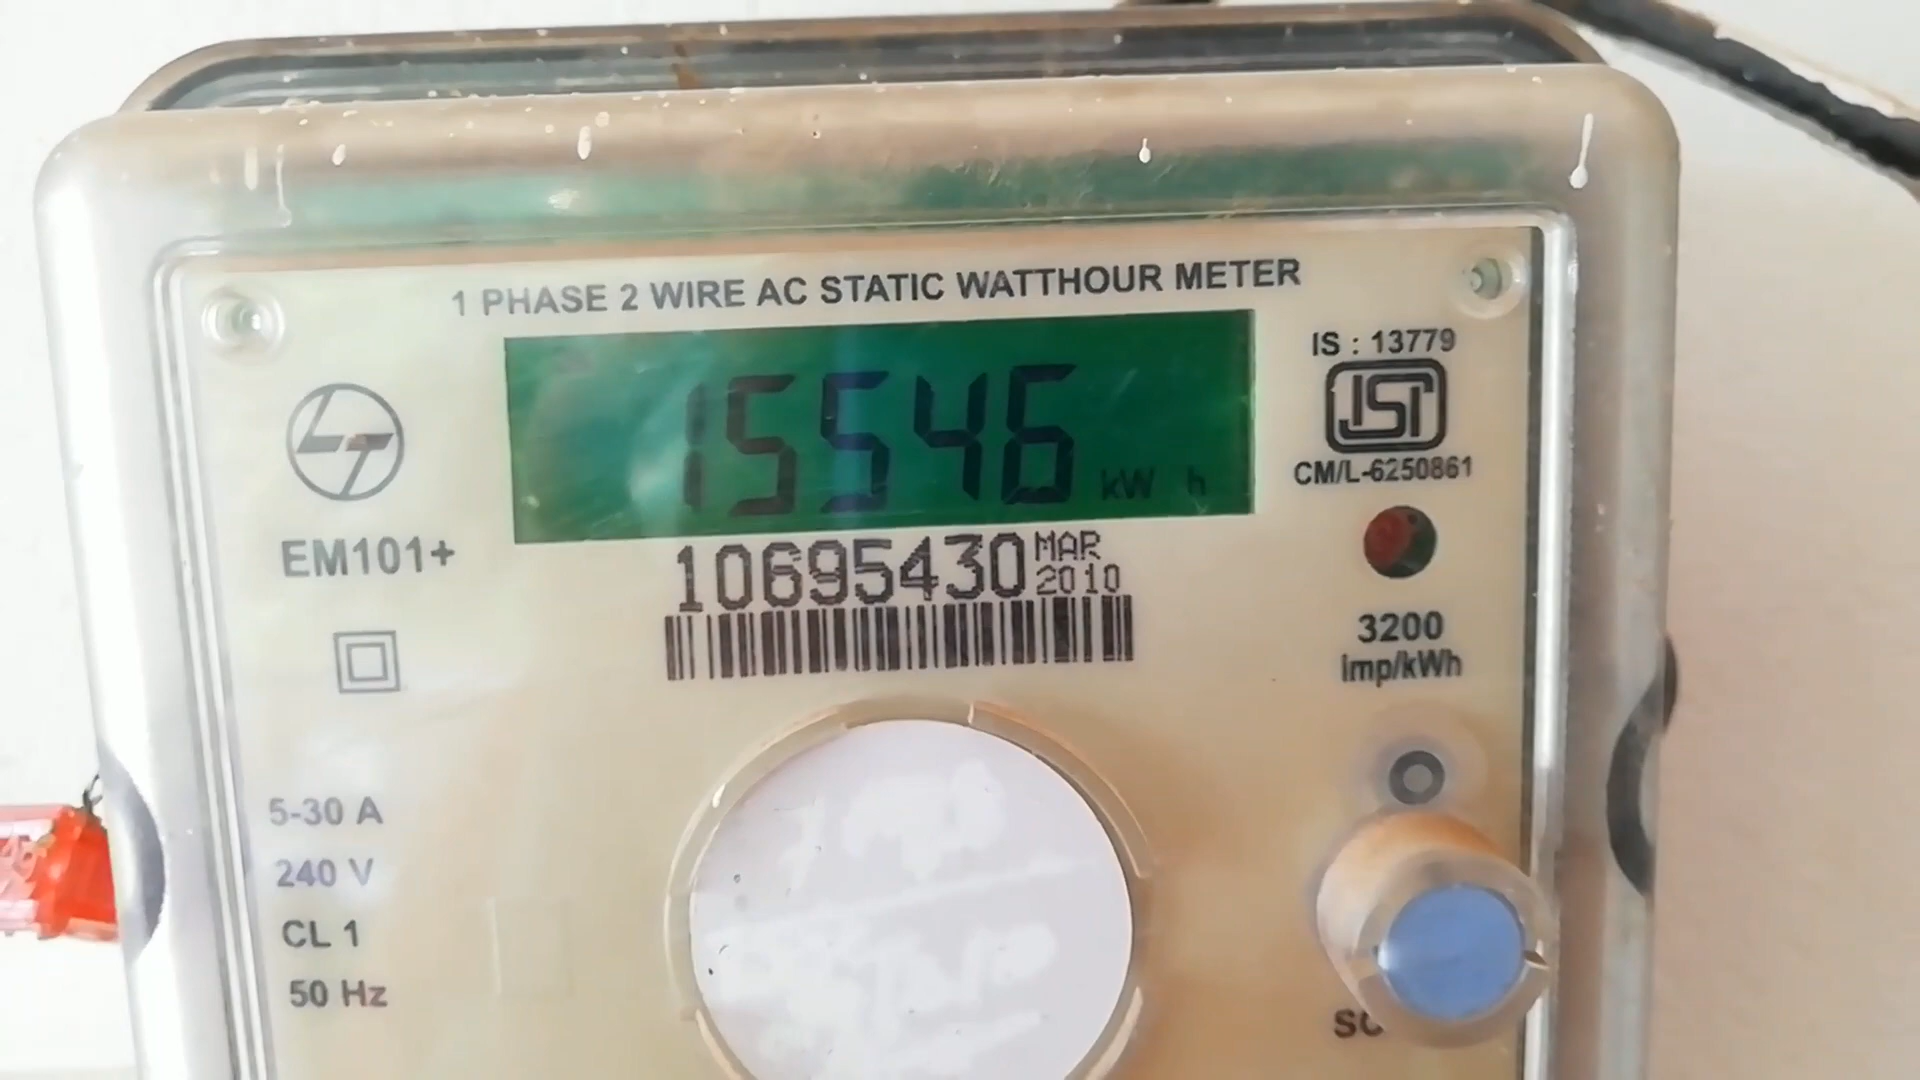 1 PHASE 2 WIRE AC STATIC WATTHOUR METER
15546 kW h
IS : 13779
ISI
CM/L-6250861
LT
EM101+
10695430 MAR 2010
3200
imp/kWh
5-30 A
240 V
CL 1
50 Hz